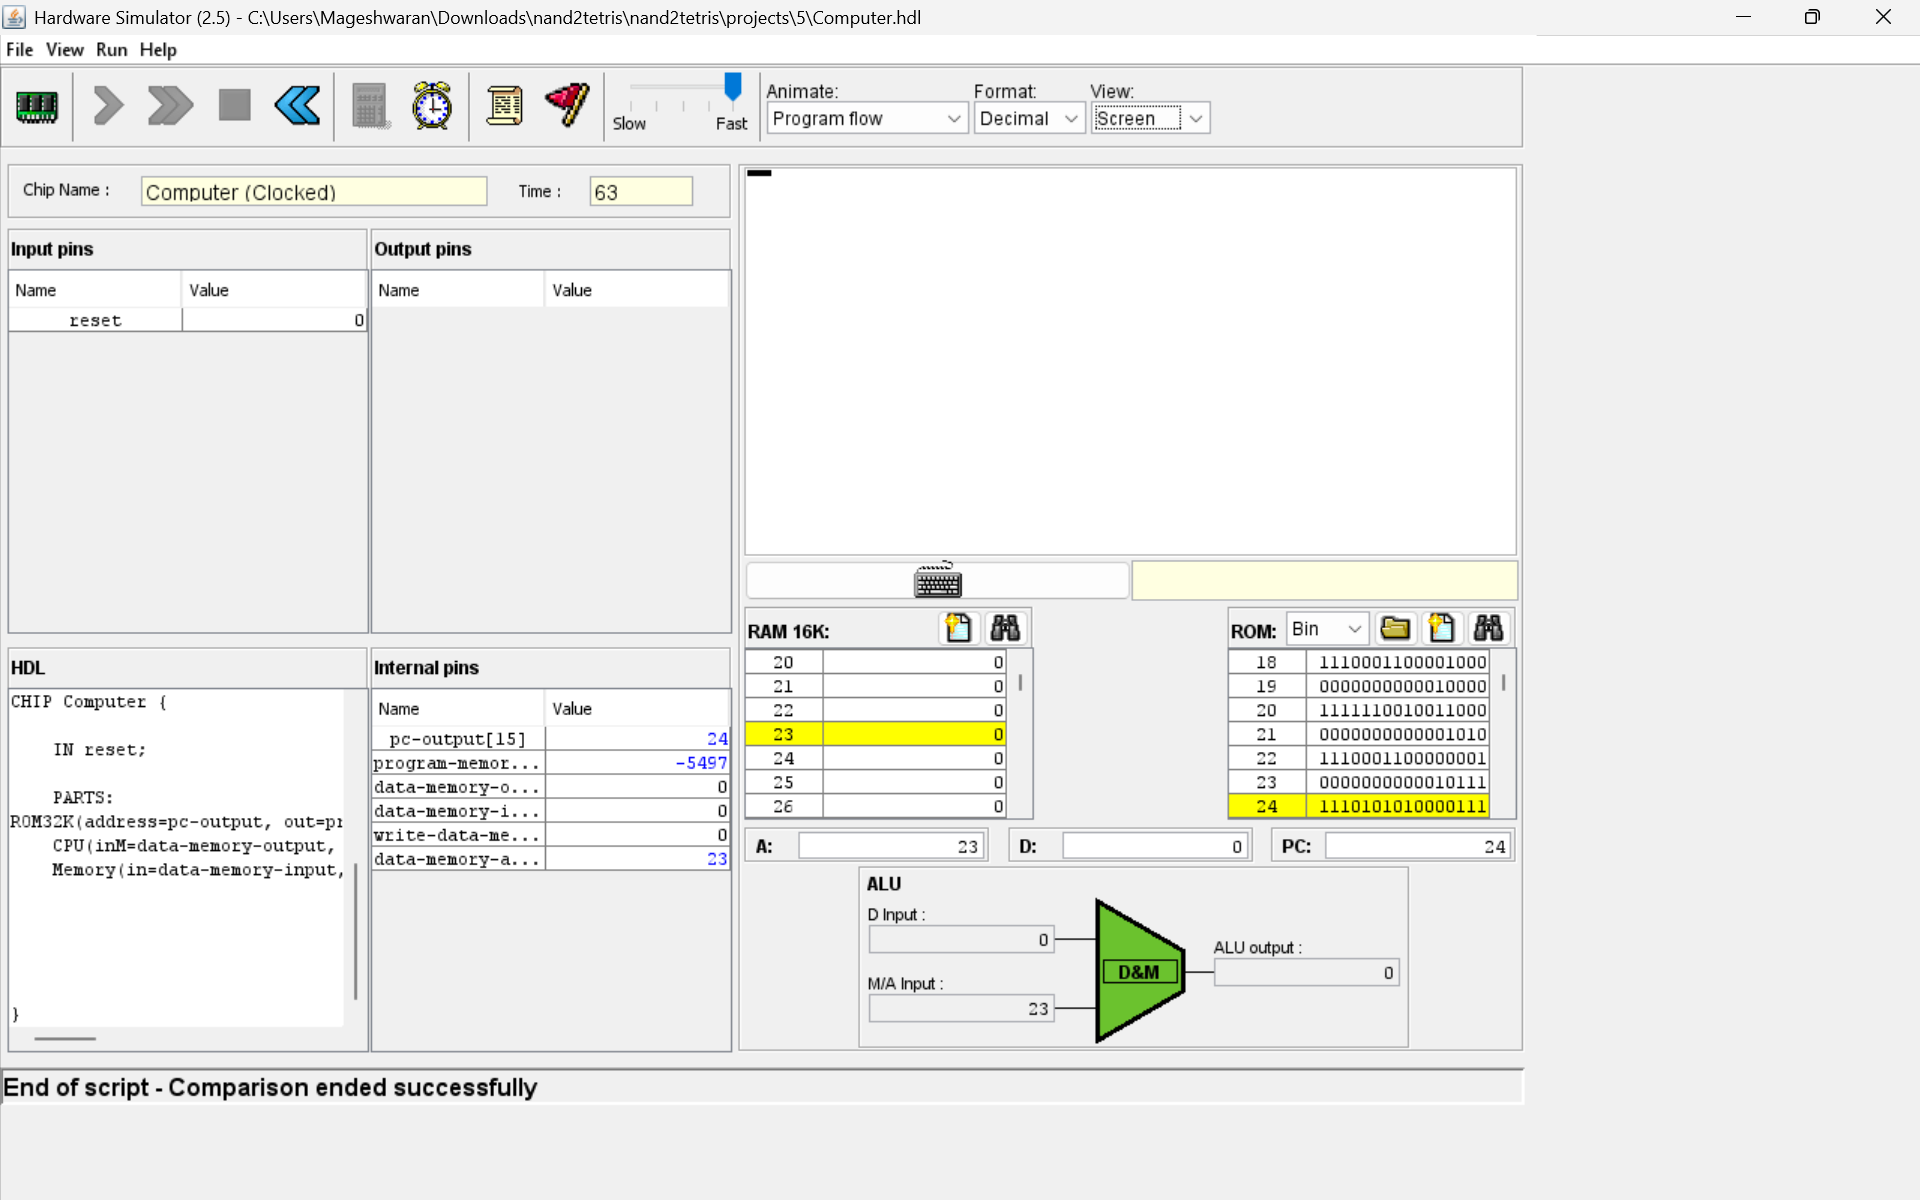 Hardware Simulator (2.5) - C:\Users\Mageshwaran\Downloads\nand2tetris\nand2tetris\projects\5\Computer.hdl
File View Run Help
Slow Fast
Animate:
Program flow
Format:
Decimal
View:
Screen
Chip Name : Computer (Clocked) Time : 63
Input pins
Name Value
reset 0
Output pins
Name Value
HDL
CHIP Computer {
IN reset;
PARTS:
ROM32K(address=pc-output, out=pr
CPU(inM=data-memory-output,
Memory(in=data-memory-input,
}
Internal pins
Name Value
pc-output[15] 24
program-memor... -5497
data-memory-o... 0
data-memory-i... 0
write-data-me... 0
data-memory-a... 23
RAM 16K:
20 0
21 0
22 0
23 0
24 0
25 0
26 0
ROM: Bin
18 1110001100001000
19 0000000000010000
20 1111110010011000
21 0000000000001010
22 1110001100000001
23 0000000000010111
24 1110101010000111
A: 23 D: 0 PC: 24
ALU
D Input :
0
M/A Input :
23
D&M
ALU output :
0
End of script - Comparison ended successfully